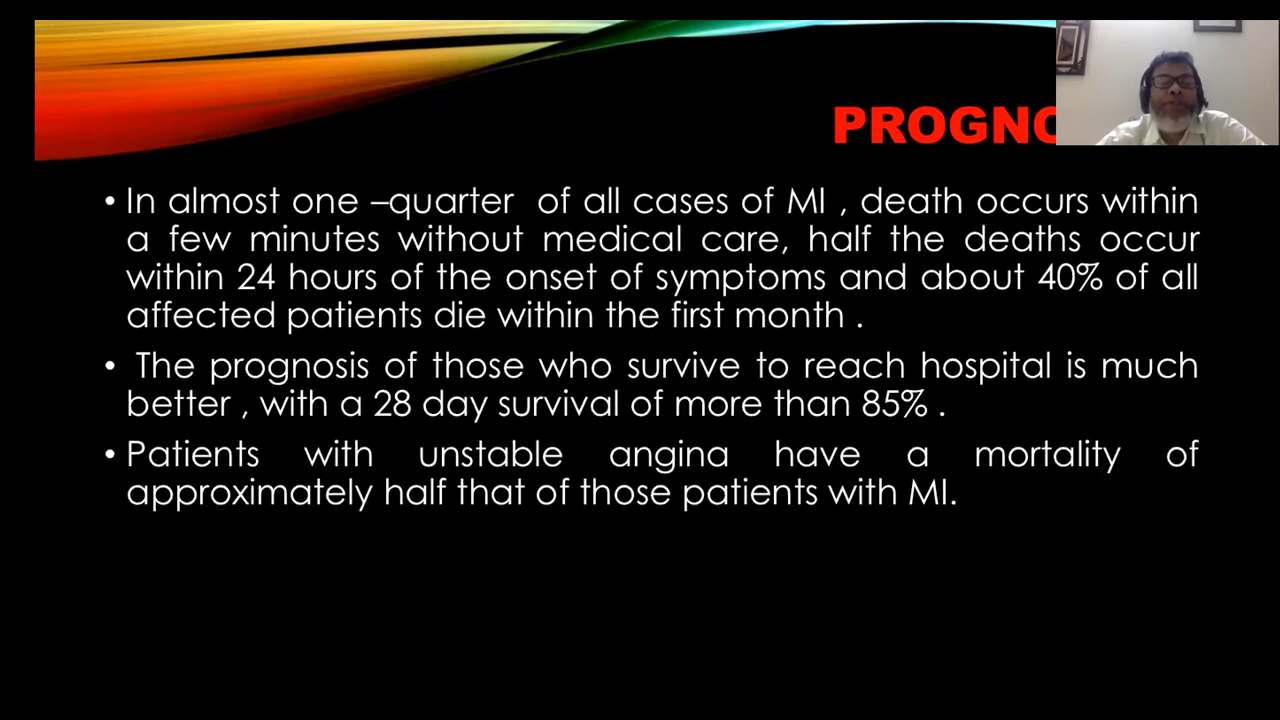 PROGNO
• In almost one –quarter of all cases of MI , death occurs within
a few minutes without medical care, half the deaths occur
within 24 hours of the onset of symptoms and about 40% of all
affected patients die within the first month .
• The prognosis of those who survive to reach hospital is much
better , with a 28 day survival of more than 85% .
• Patients with unstable angina have a mortality of
approximately half that of those patients with MI.